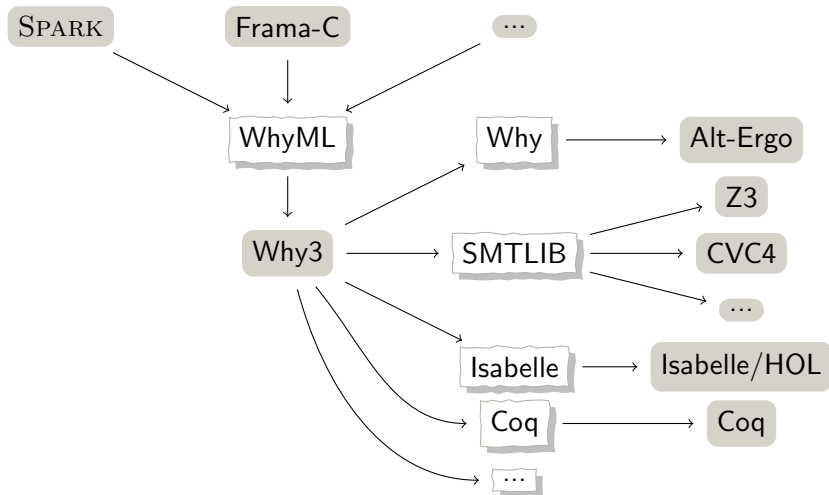 SPARK
Frama-C
...
WhyML
Why
Alt-Ergo
Z3
Why3
SMTLIB
CVC4
...
Isabelle
Isabelle/HOL
Coq
Coq
...